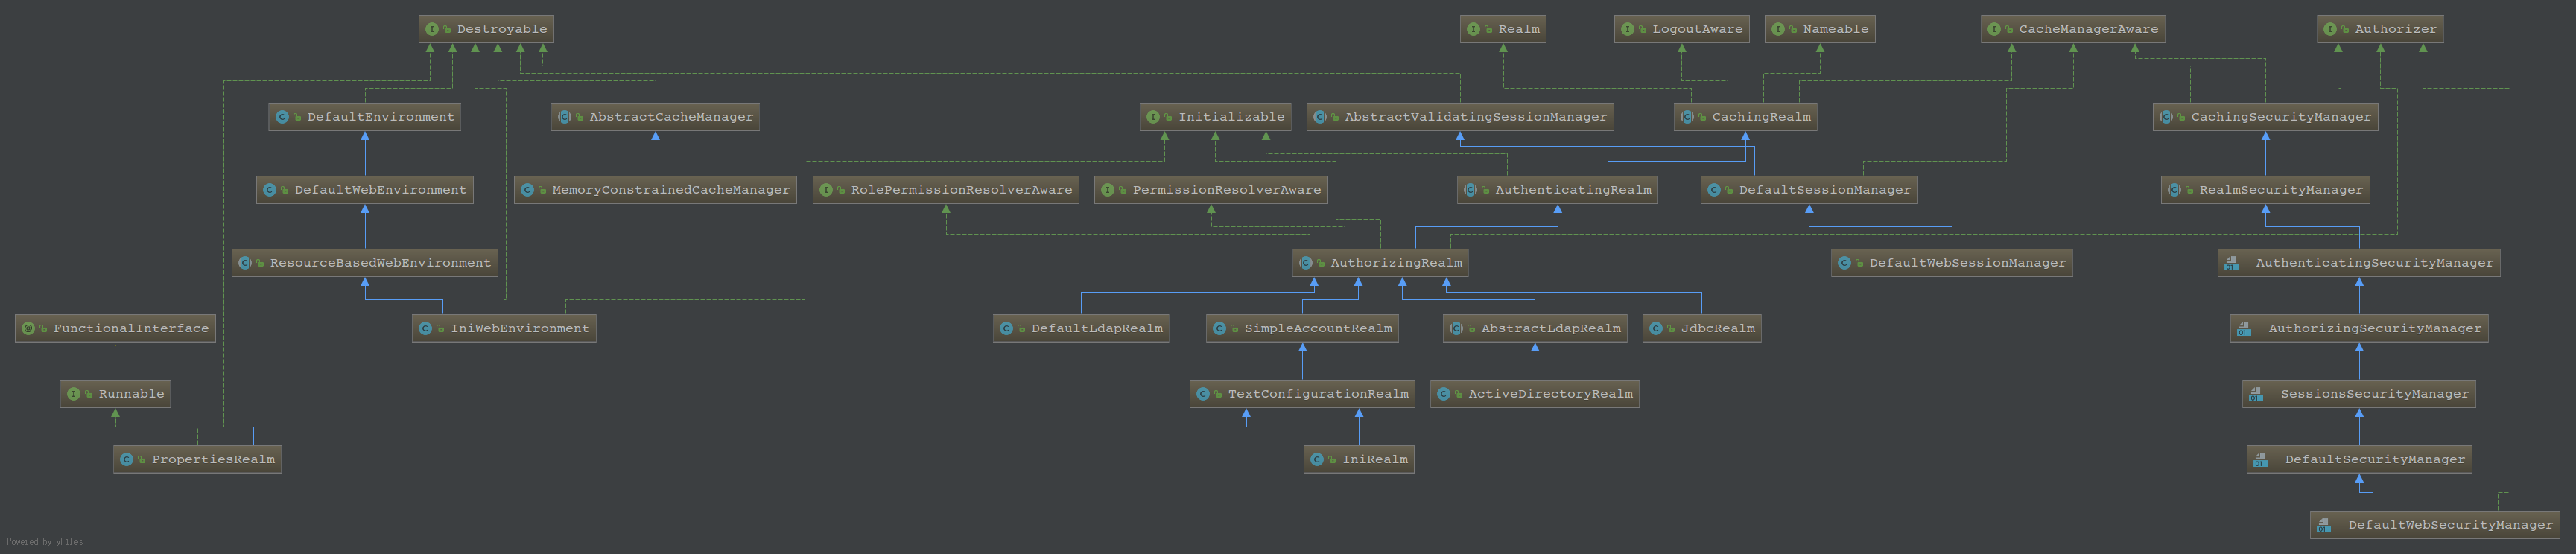 Destroyable
Realm
LogoutAware
Nameable
CacheManagerAware
Authorizer
DefaultEnvironment
AbstractCacheManager
Initializable
AbstractValidatingSessionManager
CachingRealm
CachingSecurityManager
DefaultWebEnvironment
MemoryConstrainedCacheManager
RolePermissionResolverAware
PermissionResolverAware
AuthenticatingRealm
DefaultSessionManager
RealmSecurityManager
ResourceBasedWebEnvironment
AuthorizingRealm
DefaultWebSessionManager
AuthenticatingSecurityManager
FunctionalInterface
IniWebEnvironment
DefaultLdapRealm
SimpleAccountRealm
AbstractLdapRealm
JdbcRealm
AuthorizingSecurityManager
Runnable
TextConfigurationRealm
ActiveDirectoryRealm
SessionsSecurityManager
PropertiesRealm
IniRealm
DefaultSecurityManager
DefaultWebSecurityManager
Powered by yFiles